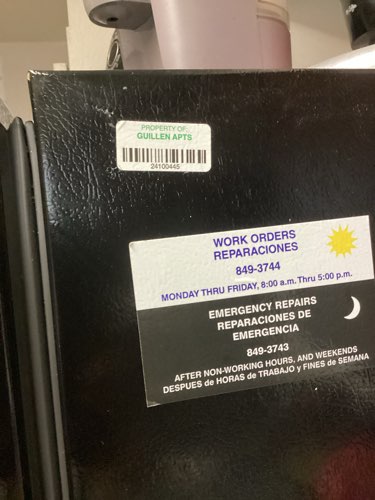 PROPERTY OF:
GUILLEN APTS
24100445
WORK ORDERS
REPARACIONES
849-3744
MONDAY THRU FRIDAY, 8:00 a.m. Thru 5:00 p.m.
EMERGENCY REPAIRS
REPARACIONES DE
EMERGENCIA
849-3743
AFTER NON-WORKING HOURS, AND WEEKENDS
DESPUES de HORAS de TRABAJO y FINES de SEMANA